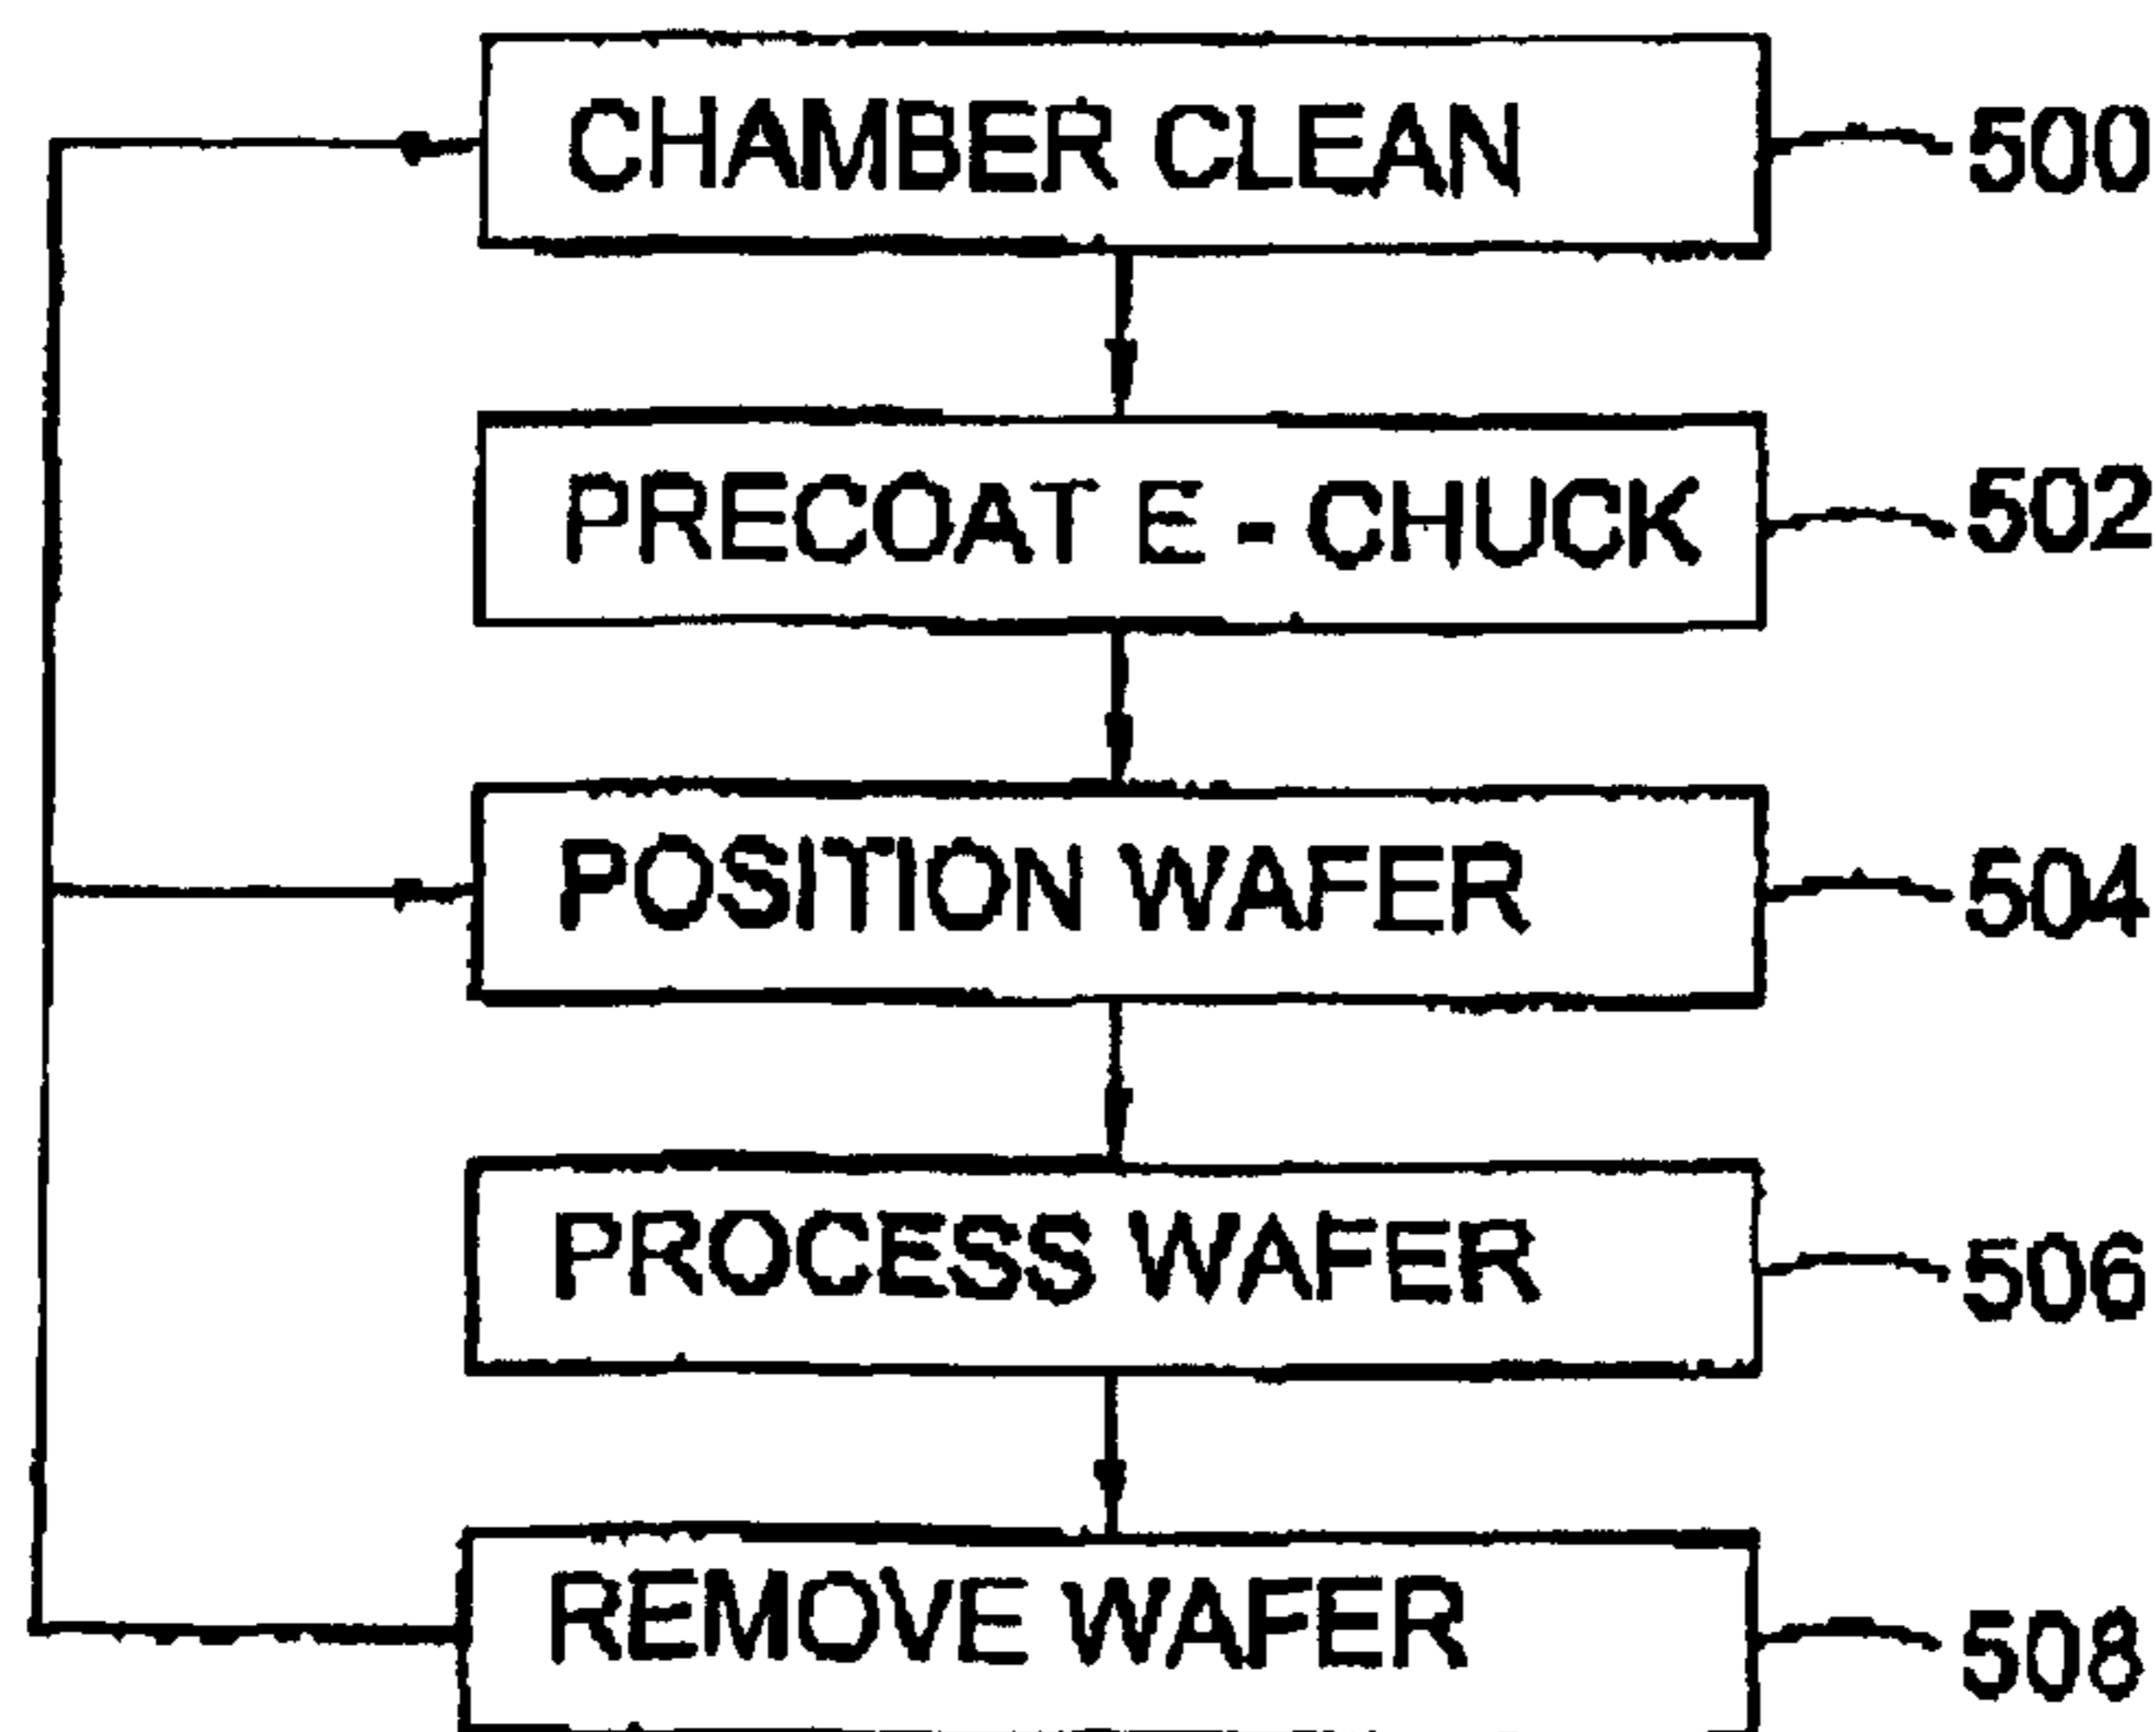 CHAMBER CLEAN 500
PRECOAT E - CHUCK 502
POSITION WAFER 504
PROCESS WAFER 506
REMOVE WAFER 508